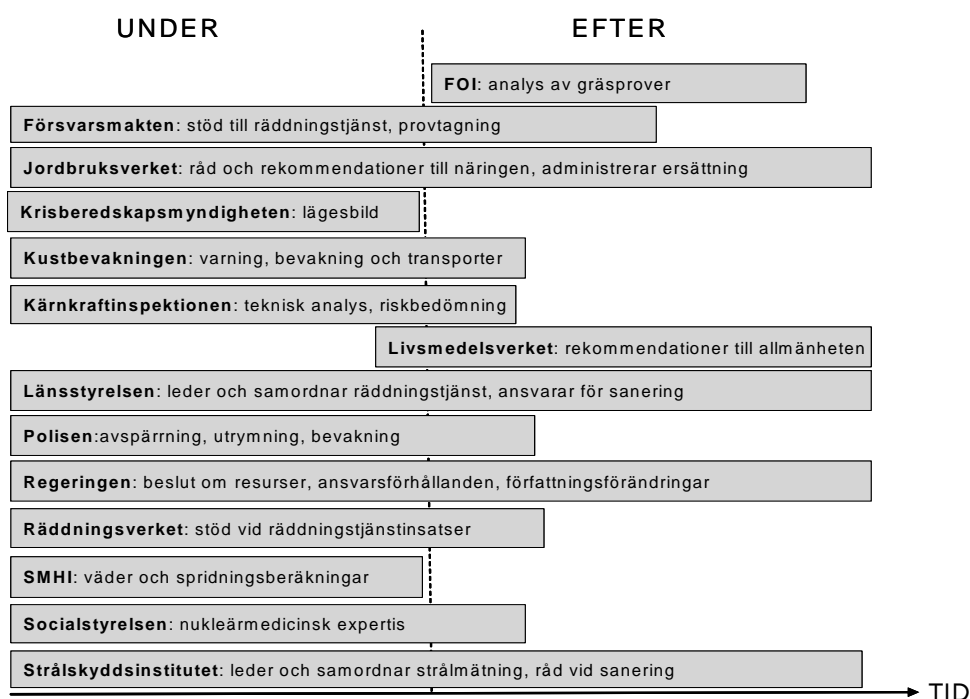 UNDER
EFTER
FOI: analys av gräsprover
Försvarsmakten: stöd till räddningstjänst, provtagning
Jordbruksverket: råd och rekommendationer till näringen, administrerar ersättning
Krisberedskapsmyndigheten: lägesbild
Kustbevakningen: varning, bevakning och transporter
Kärnkraftinspektionen: teknisk analys, riskbedömning
Livsmedelsverket: rekommendationer till allmänheten
Länsstyrelsen: leder och samordnar räddningstjänst, ansvarar för sanering
Polisen:avspärrning, utrymning, bevakning
Regeringen: beslut om resurser, ansvarsförhållanden, författningsförändringar
Räddningsverket: stöd vid räddningstjänstinsatser
SMHI: väder och spridningsberäkningar
Socialstyrelsen: nukleärmedicinsk expertis
Strålskyddsinstitutet: leder och samordnar strålmätning, råd vid sanering
TID